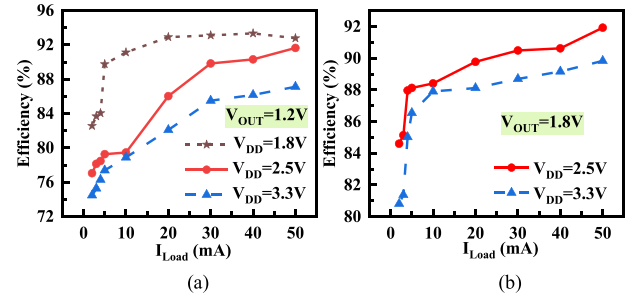 (a)
96
92
88
84
80
76
72
Efficiency (%)
V_OUT=1.2V
V_DD=1.8V
V_DD=2.5V
V_DD=3.3V
0 10 20 30 40 50
I_Load (mA)
(a)
(b)
92
90
88
86
84
82
80
Efficiency (%)
V_OUT=1.8V
V_DD=2.5V
V_DD=3.3V
0 10 20 30 40 50
I_Load (mA)
(b)